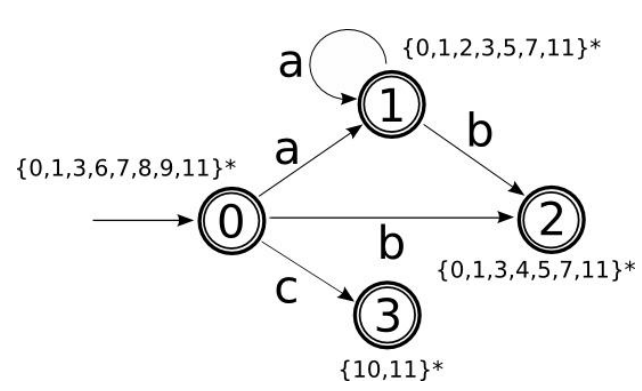 {0,1,2,3,5,7,11}*
a
1
a
b
{0,1,3,6,7,8,9,11}*
0
2
b
{0,1,3,4,5,7,11}*
c
3
{10,11}*